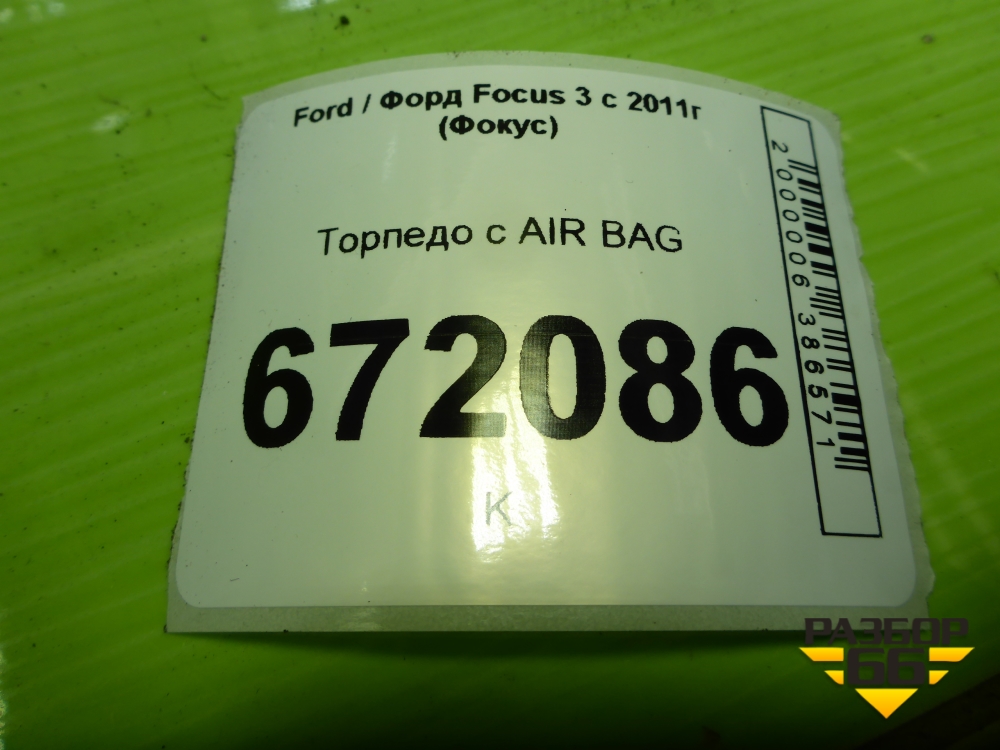 Ford / Форд Focus 3 с 2011г
(Фокус)
Торпедо с AIR BAG
672086
К
2000006386571
РАЗБОР
66